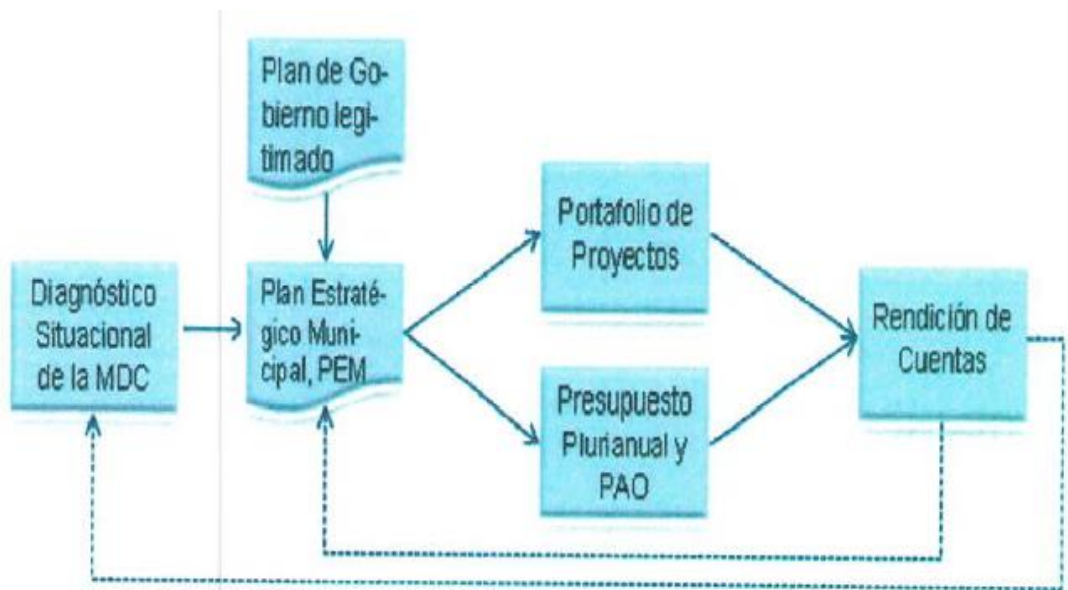 Plan de Go-
bierno legi-
timado
Portafolio de
Proyectos
Diagnóstico
Situacional
de la MDC
Plan Estraté-
gico Muni-
cipal, PEM
Rendición de
Cuentas
Presupuesto
Plurianual y
PAO